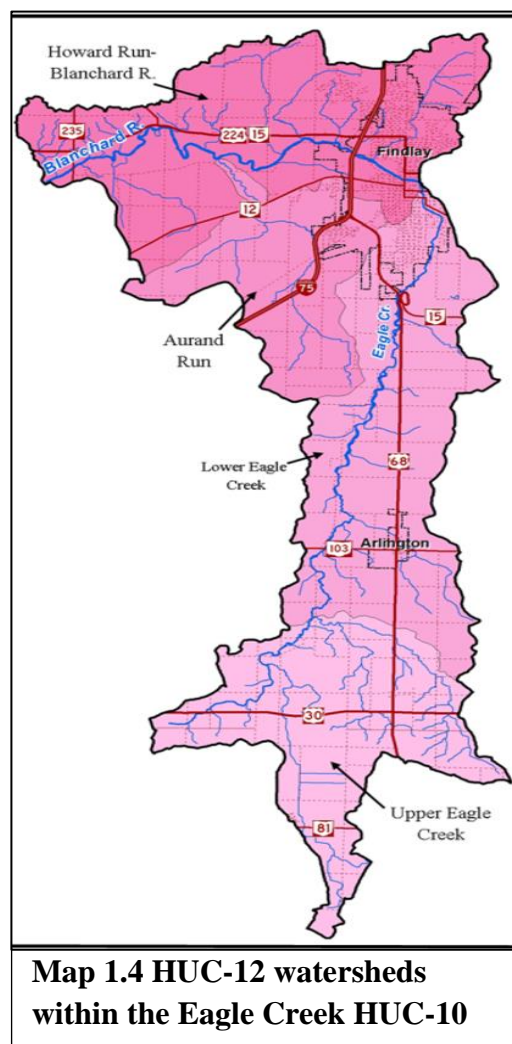 Howard Run-
Blanchard R.
235
224 15
Blanchard R.
Findlay
12
75
15
Aurand
Run
Eagle Cr.
Lower Eagle
Creek
68
103
Arlington
30
Upper Eagle
Creek
81
Map 1.4 HUC-12 watersheds
within the Eagle Creek HUC-10